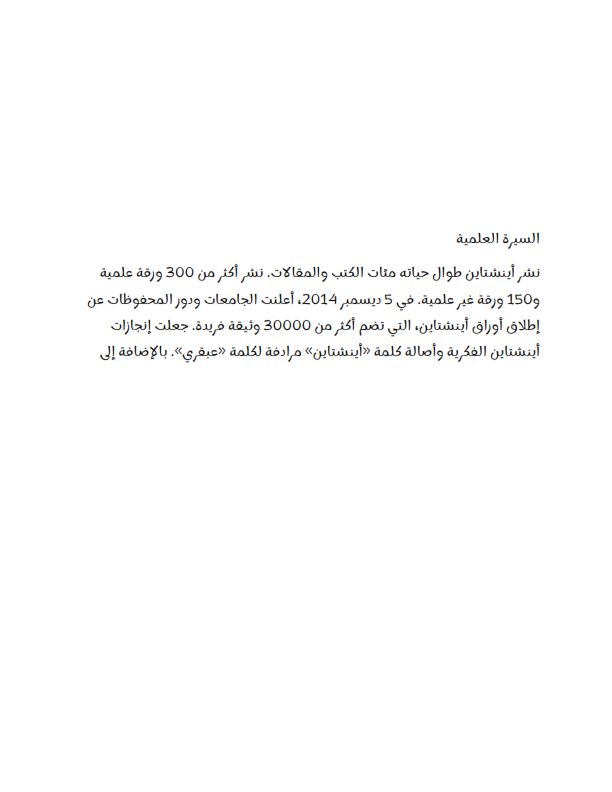 السيرة العلمية
نشر أينشتاين طوال حياته مئات الكتب والمقالات. نشر أكثر من 300 ورقة علمية
و150 ورقة غير علمية. في 5 ديسمبر 2014، أعلنت الجامعات ودور المحفوظات عن
إطلاق أوراق أينشتاين، التي تضم أكثر من 30000 وثيقة فريدة. جعلت إنجازات
أينشتاين الفكرية وأصالة كلمة «أينشتاين» مرادفة لكلمة «عبقري». بالإضافة إلى